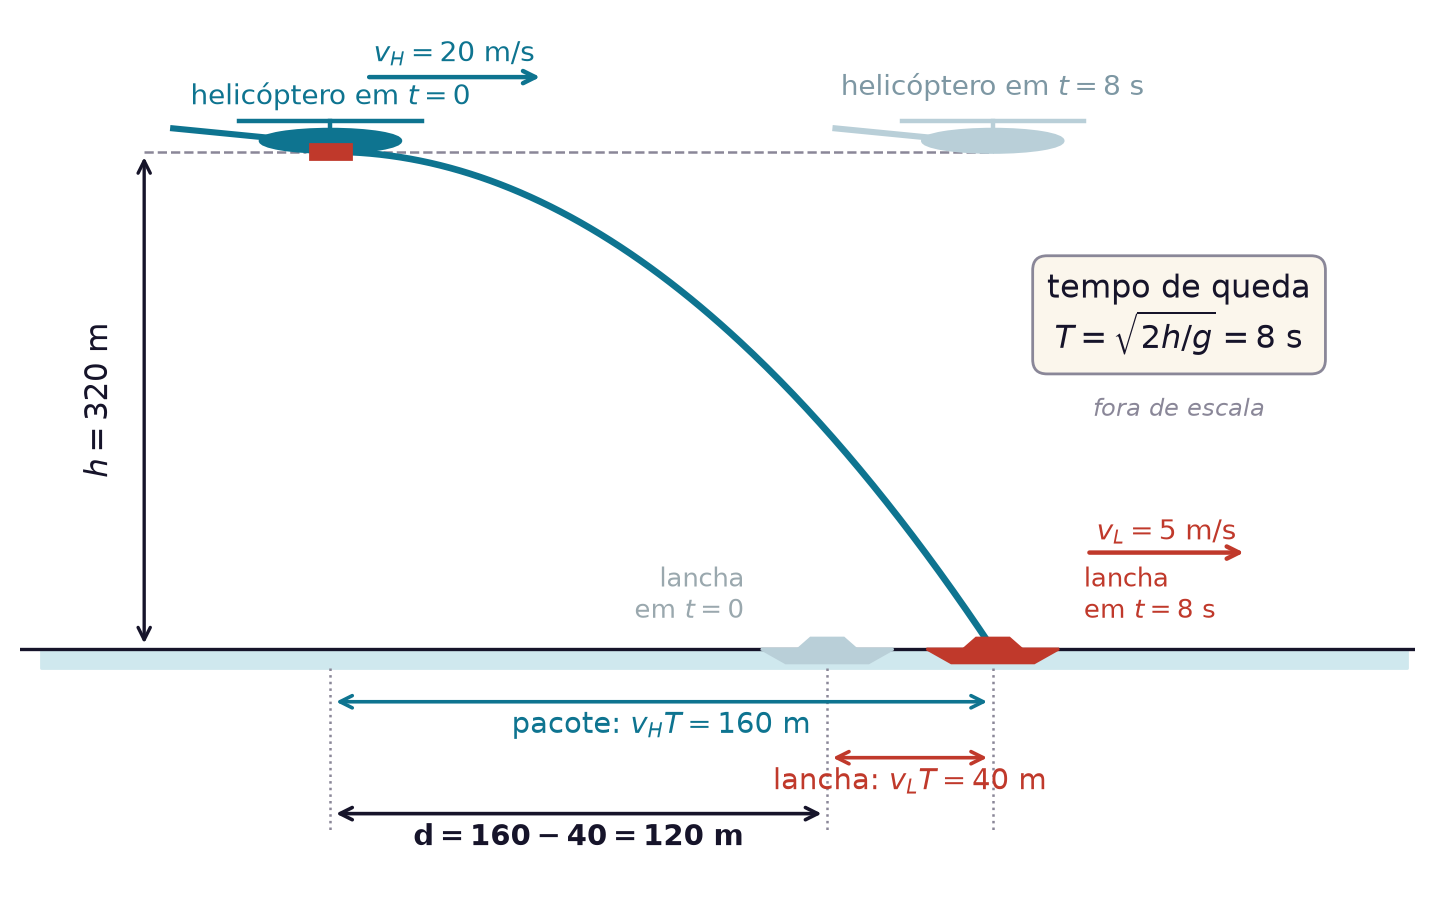 v_H = 20 m/s
helicóptero em t = 0
helicóptero em t = 8 s
h = 320 m
tempo de queda
T = √2h/g = 8 s
fora de escala
v_L = 5 m/s
lancha
em t = 0
lancha
em t = 8 s
pacote: v_H T = 160 m
lancha: v_L T = 40 m
d = 160 − 40 = 120 m